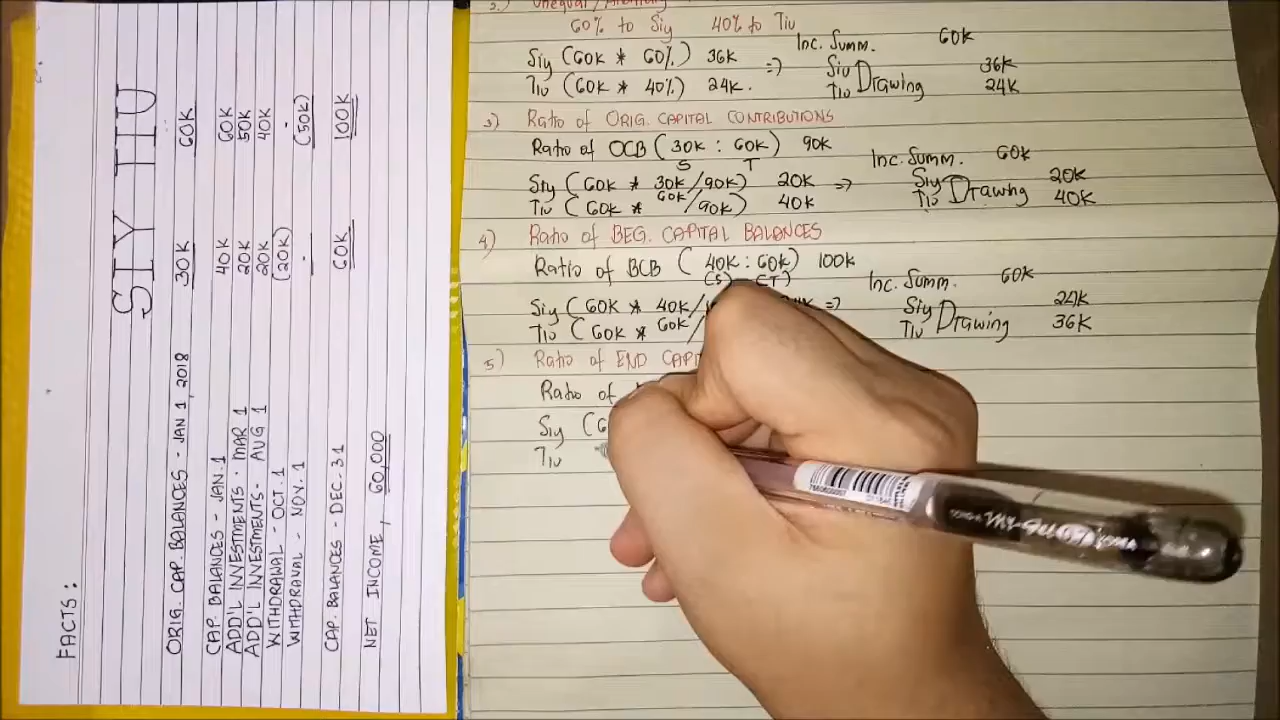 FACTS:
SIY TIU
ORIG. CAP. BALANCES - JAN 1, 2018 30K 60K
CAP. BALANCES - JAN. 1 40K 60K
ADD'L INVESTMENTS - MAR 1 20K 50K
ADD'L INVESTMENTS - AUG 1 20K 40K
WITHDRAWAL - OCT. 1 (20K) -
WITHDRAWAL - NOV. 1 - (50K)
CAP. BALANCES - DEC. 31 60K 100K
NET INCOME, 60,000
2.) Unequal/
60% to Siy 40% to Tiu
Siy (60K * 60%) 36K => Inc. Summ. 60K
Tiu (60K * 40%) 24K. Siy Drawing 36K
Tiu 24K
3) Ratio of ORIG. CAPITAL CONTRIBUTIONS
Ratio of OCB (30K : 60K) 90K
S T
Inc. Summ. 60K
Siy (60K * 30K/90K) 20K => Siy Drawing 20K
Tiu (60K * 60K/90K) 40K Tiu 40K
4) Ratio of BEG. CAPITAL BALANCES
Ratio of BCB (40K : 60K) 100K
(S) (T)
Inc. Summ. 60K
Siy (60K * 40K/ => Siy Drawing 24K
Tiu (60K * 60K/ Tiu 36K
5) Ratio of END CAPI
Ratio of
Siy (6
Tiu